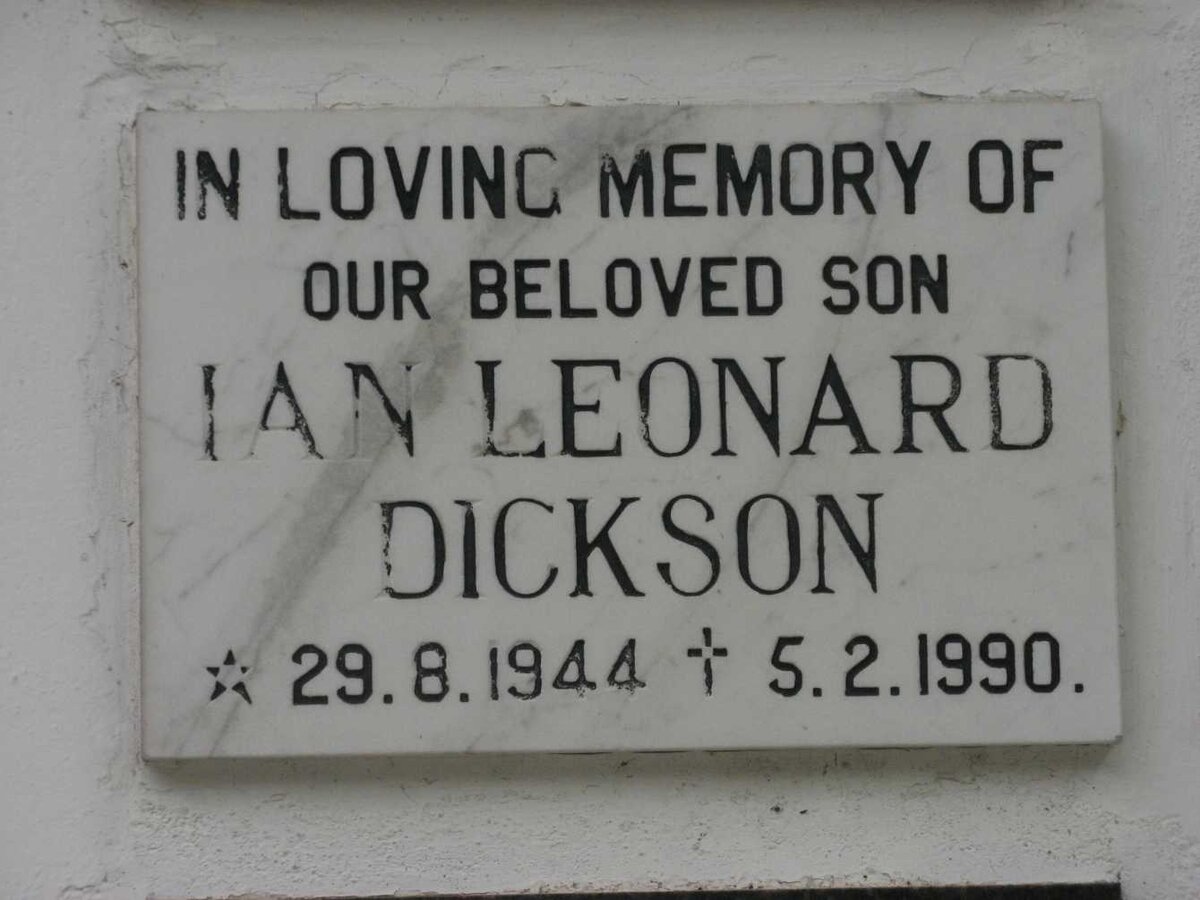 IN LOVING MEMORY OF
OUR BELOVED SON
IAN LEONARD
DICKSON
☆ 29.8.1944 ✝ 5.2.1990.